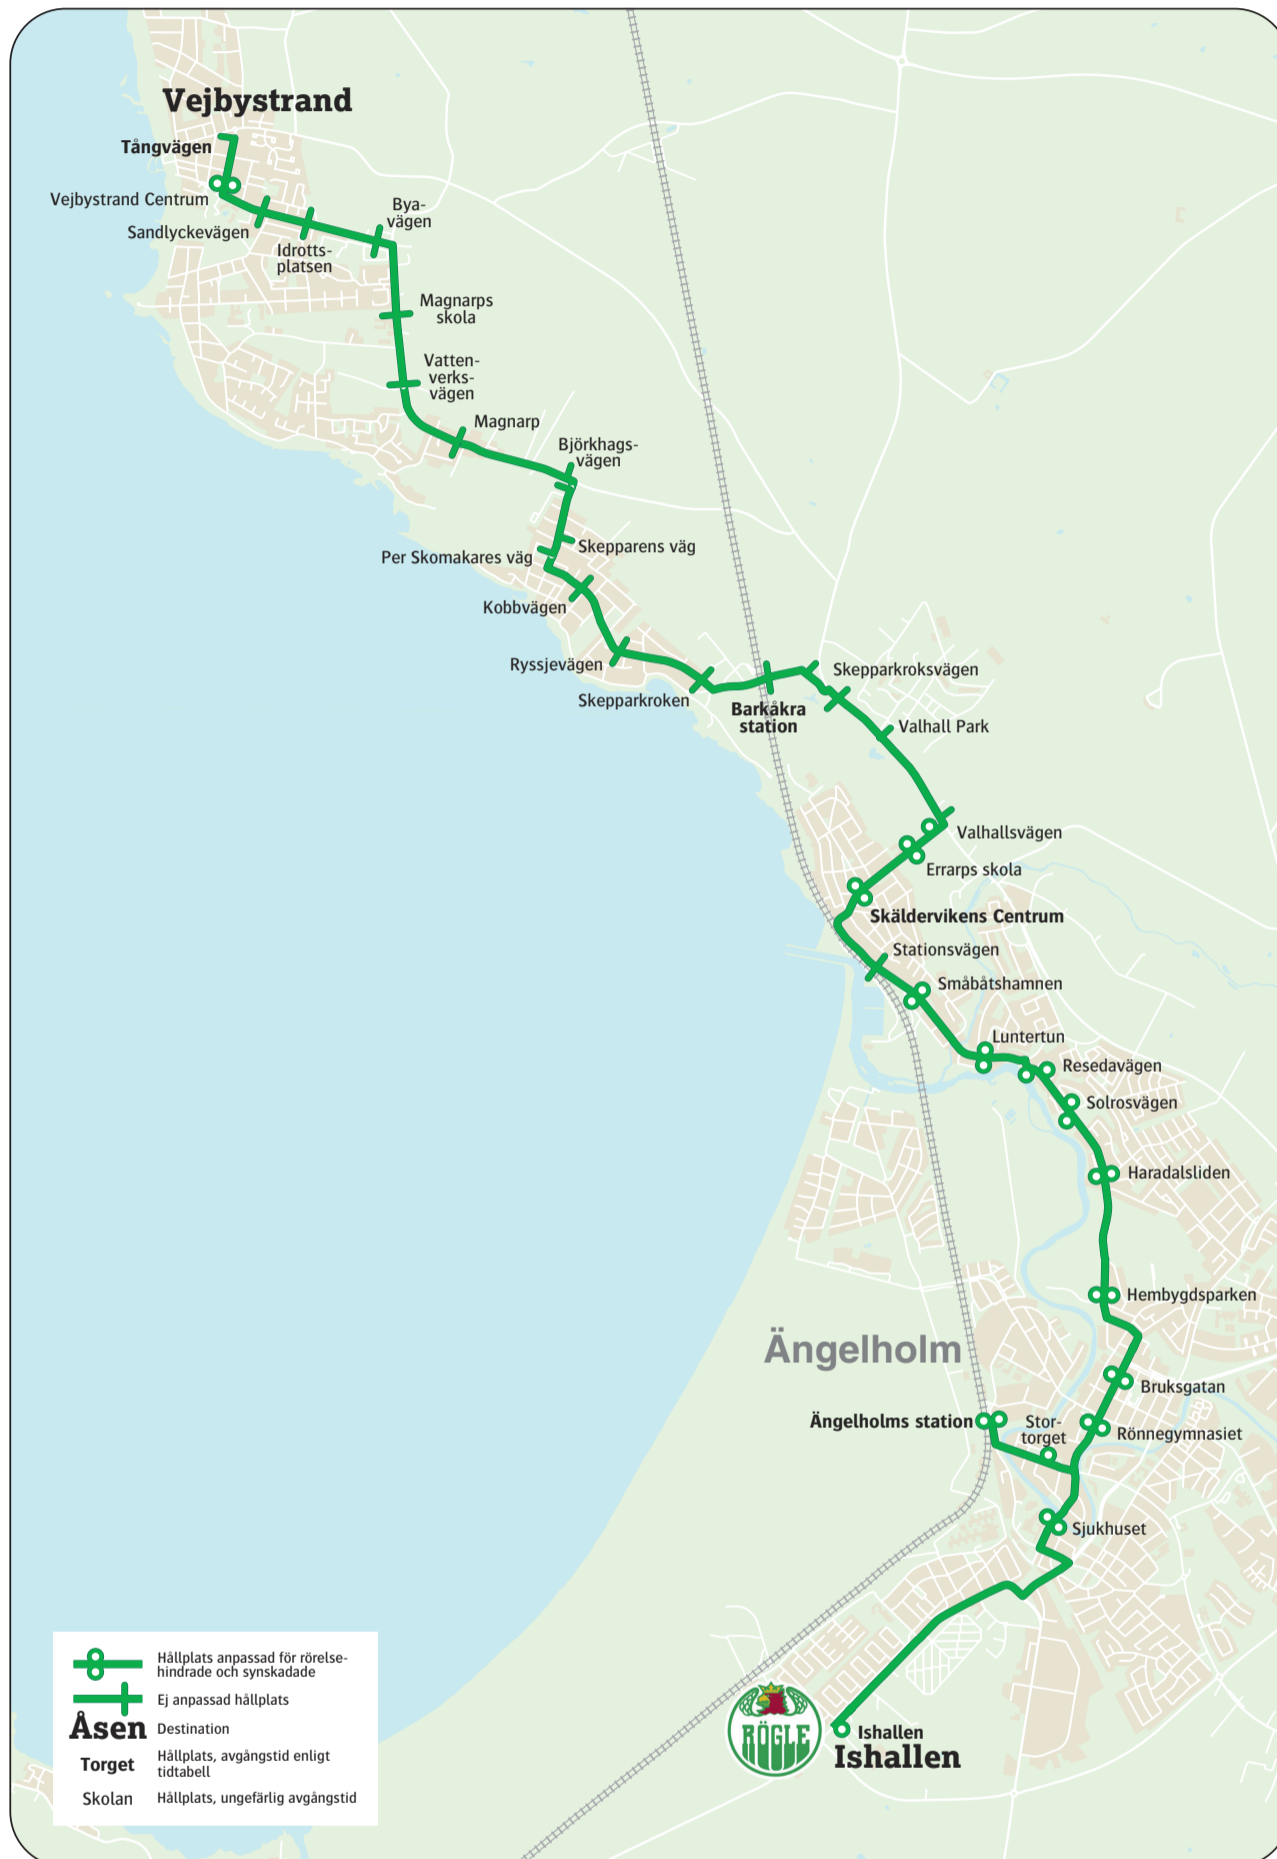 Vejbystrand
Tångvägen
Vejbystrand Centrum
Sandlyckevägen
Idrotts-
platsen
Bya-
vägen
Magnarps
skola
Vatten-
verks-
vägen
Magnarp
Björkhags-
vägen
Skepparens väg
Per Skomakares väg
Kobbvägen
Ryssjevägen
Skepparkroken
Barkåkra
station
Skepparkroksvägen
Valhall Park
Valhallsvägen
Errarps skola
Skäldervikens Centrum
Stationsvägen
Småbåtshamnen
Luntertun
Resedavägen
Solrosvägen
Haradalsliden
Hembygdsparken
Ängelholm
Bruksgatan
Ängelholms station
Stor-
torget
Rönnegymnasiet
Sjukhuset
RÖGLE
Ishallen
Ishallen
Hållplats anpassad för rörelse-
hindrade och synskadade
Ej anpassad hållplats
Åsen Destination
Torget Hållplats, avgångstid enligt
tidtabell
Skolan Hållplats, ungefärlig avgångstid